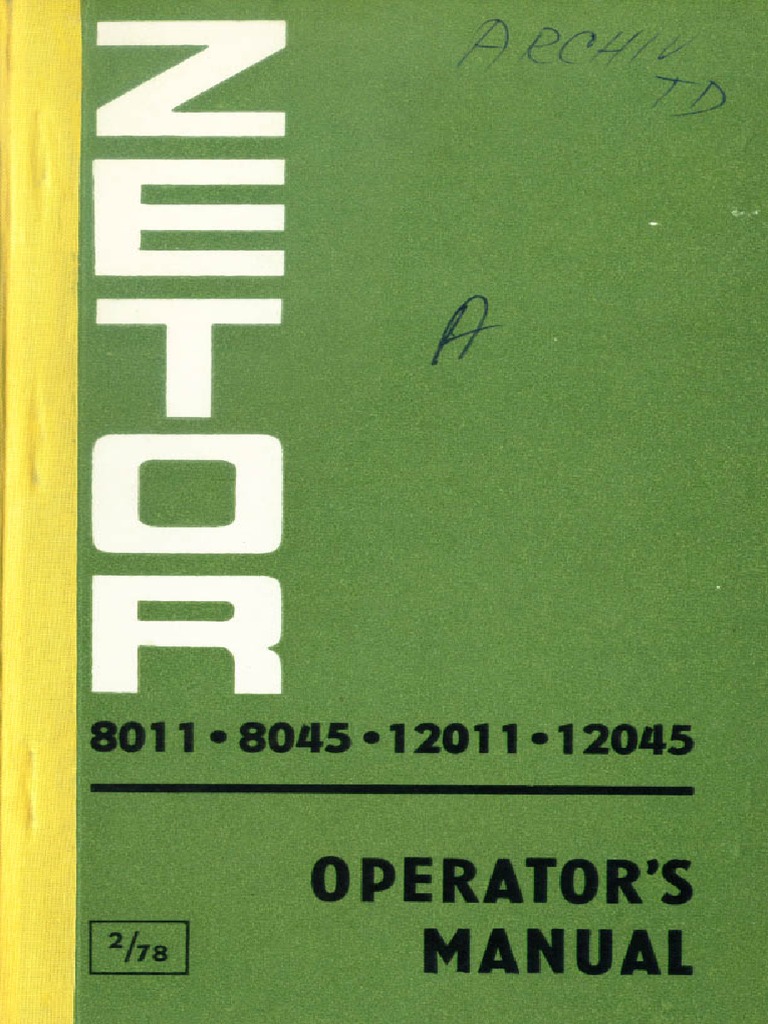 ARCHIV
TD
ZETOR
A
8011 • 8045 • 12011 • 12045
OPERATOR'S
MANUAL
2/78